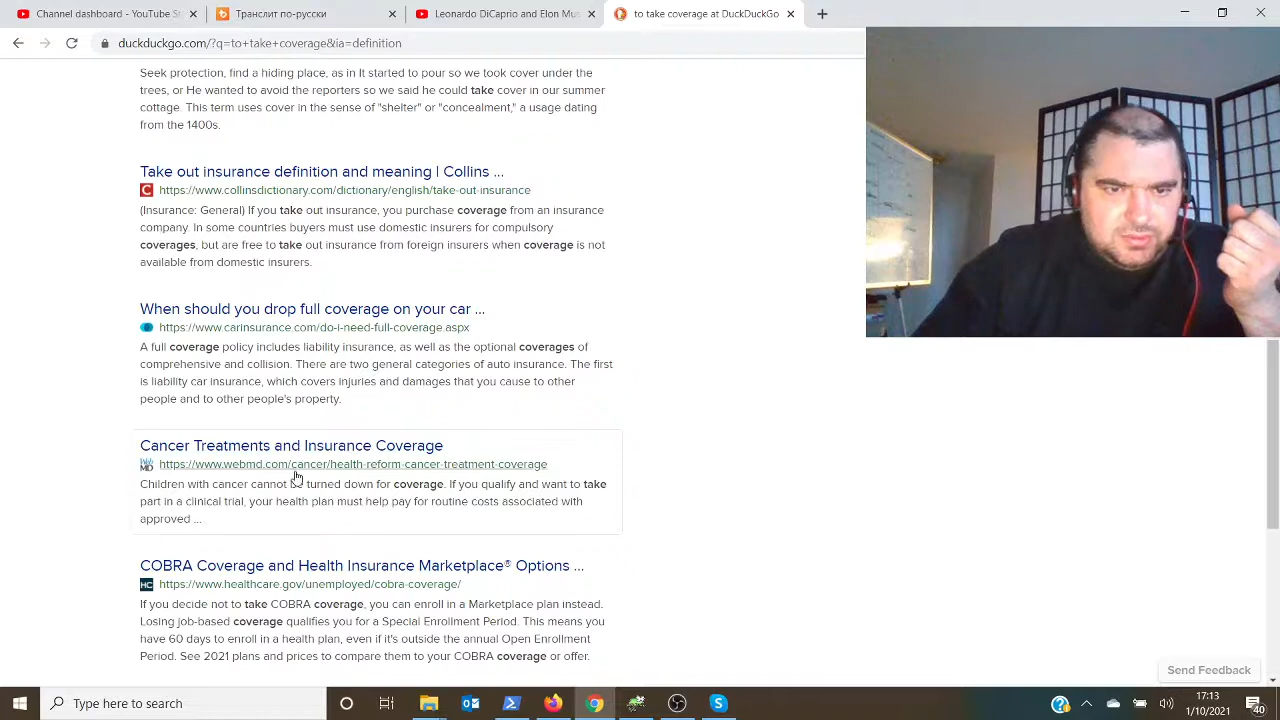 Channel dashboard - YouTube St
Транслит по-русски
Leonardo DiCaprio and Elon Mus
to take coverage at DuckDuckGo
duckduckgo.com/?q=to+take+coverage&ia=definition
Seek protection, find a hiding place, as in It started to pour so we took cover under the
trees, or He wanted to avoid the reporters so we said he could take cover in our summer
cottage. This term uses cover in the sense of "shelter" or "concealment," a usage dating
from the 1400s.
Take out insurance definition and meaning | Collins ...
C https://www.collinsdictionary.com/dictionary/english/take-out-insurance
(Insurance: General) If you take out insurance, you purchase coverage from an insurance
company. In some countries buyers must use domestic insurers for compulsory
coverages, but are free to take out insurance from foreign insurers when coverage is not
available from domestic insurers.
When should you drop full coverage on your car ...
https://www.carinsurance.com/do-i-need-full-coverage.aspx
A full coverage policy includes liability insurance, as well as the optional coverages of
comprehensive and collision. There are two general categories of auto insurance. The first
is liability car insurance, which covers injuries and damages that you cause to other
people and to other people's property.
Cancer Treatments and Insurance Coverage
https://www.webmd.com/cancer/health-reform-cancer-treatment-coverage
Children with cancer cannot be turned down for coverage. If you qualify and want to take
part in a clinical trial, your health plan must help pay for routine costs associated with
approved ...
COBRA Coverage and Health Insurance Marketplace® Options ...
HC https://www.healthcare.gov/unemployed/cobra-coverage/
If you decide not to take COBRA coverage, you can enroll in a Marketplace plan instead.
Losing job-based coverage qualifies you for a Special Enrollment Period. This means you
have 60 days to enroll in a health plan, even if it's outside the annual Open Enrollment
Period. See 2021 plans and prices to compare them to your COBRA coverage or offer.
Send Feedback
Type here to search
17:13
1/10/2021
40